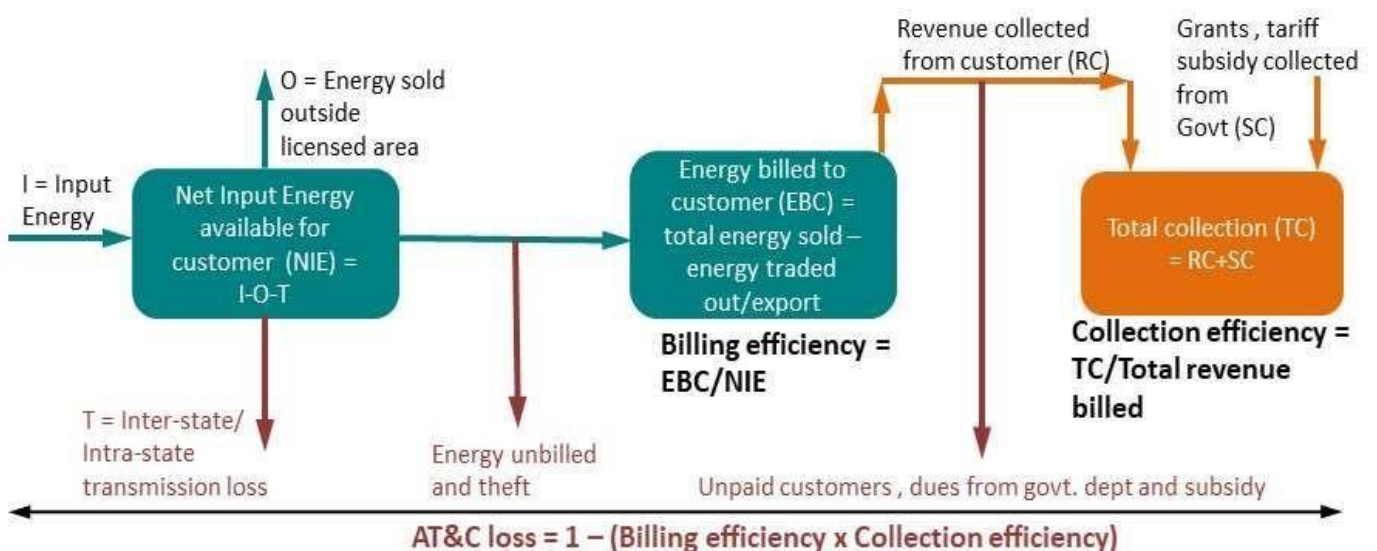 I = Input
Energy
O = Energy sold
outside
licensed area
Net Input Energy
available for
customer (NIE) =
I-O-T
T = Inter-state/
Intra-state
transmission loss
Energy unbilled
and theft
Energy billed to
customer (EBC) =
total energy sold –
energy traded
out/export
Billing efficiency =
EBC/NIE
Revenue collected
from customer (RC)
Unpaid customers , dues from govt. dept and subsidy
Grants , tariff
subsidy collected
from
Govt (SC)
Total collection (TC)
= RC+SC
Collection efficiency =
TC/Total revenue
billed
AT&C loss = 1 – (Billing efficiency x Collection efficiency)